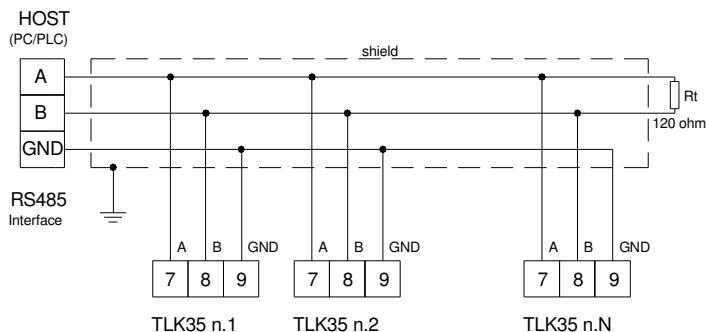 HOST
(PC/PLC)
shield
A
B
GND
Rt
120 ohm
RS485
Interface
A B GND A B GND A B GND
7 8 9 7 8 9 7 8 9
TLK35 n.1 TLK35 n.2 TLK35 n.N